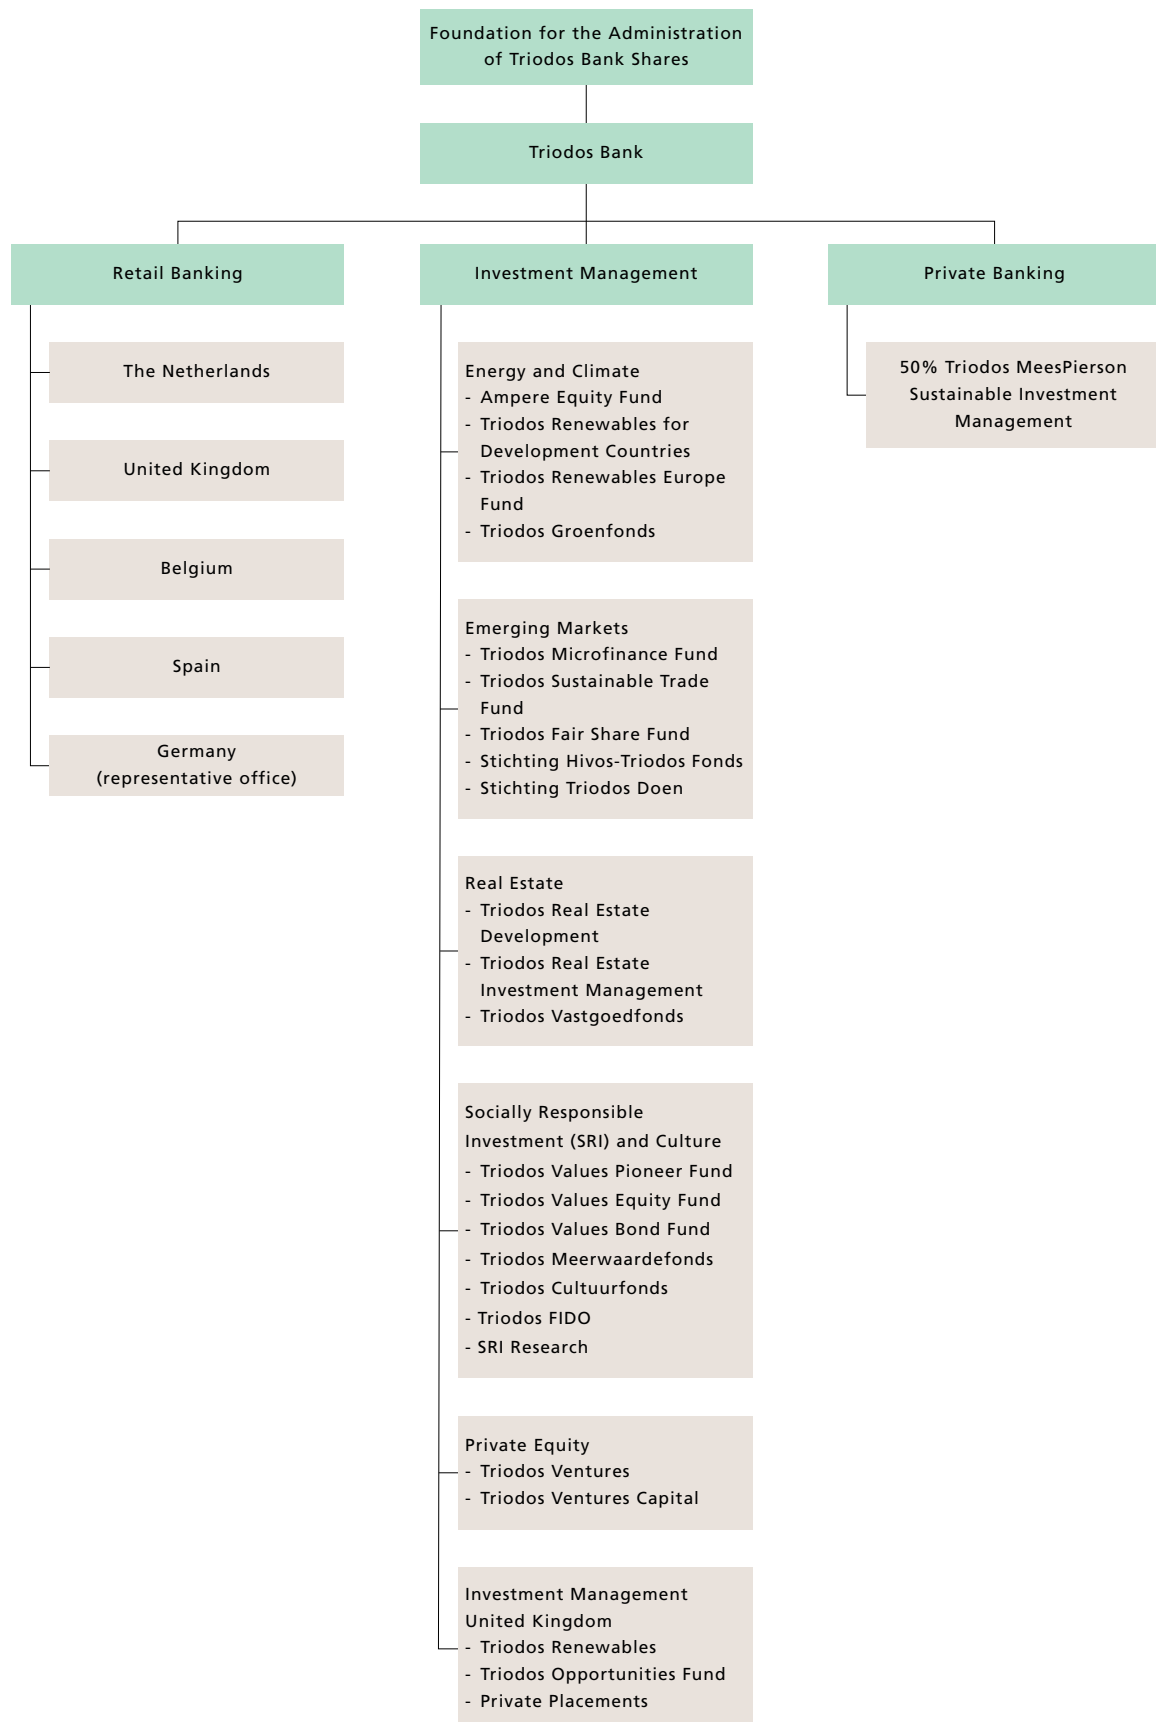 Foundation for the Administration
of Triodos Bank Shares
Triodos Bank
Retail Banking
Investment Management
Private Banking
The Netherlands
United Kingdom
Belgium
Spain
Germany
(representative office)
Energy and Climate
- Ampere Equity Fund
- Triodos Renewables for
Development Countries
- Triodos Renewables Europe
Fund
- Triodos Groenfonds
Emerging Markets
- Triodos Microfinance Fund
- Triodos Sustainable Trade
Fund
- Triodos Fair Share Fund
- Stichting Hivos-Triodos Fonds
- Stichting Triodos Doen
Real Estate
- Triodos Real Estate
Development
- Triodos Real Estate
Investment Management
- Triodos Vastgoedfonds
Socially Responsible
Investment (SRI) and Culture
- Triodos Values Pioneer Fund
- Triodos Values Equity Fund
- Triodos Values Bond Fund
- Triodos Meerwaardefonds
- Triodos Cultuurfonds
- Triodos FIDO
- SRI Research
Private Equity
- Triodos Ventures
- Triodos Ventures Capital
Investment Management
United Kingdom
- Triodos Renewables
- Triodos Opportunities Fund
- Private Placements
50% Triodos MeesPierson
Sustainable Investment
Management